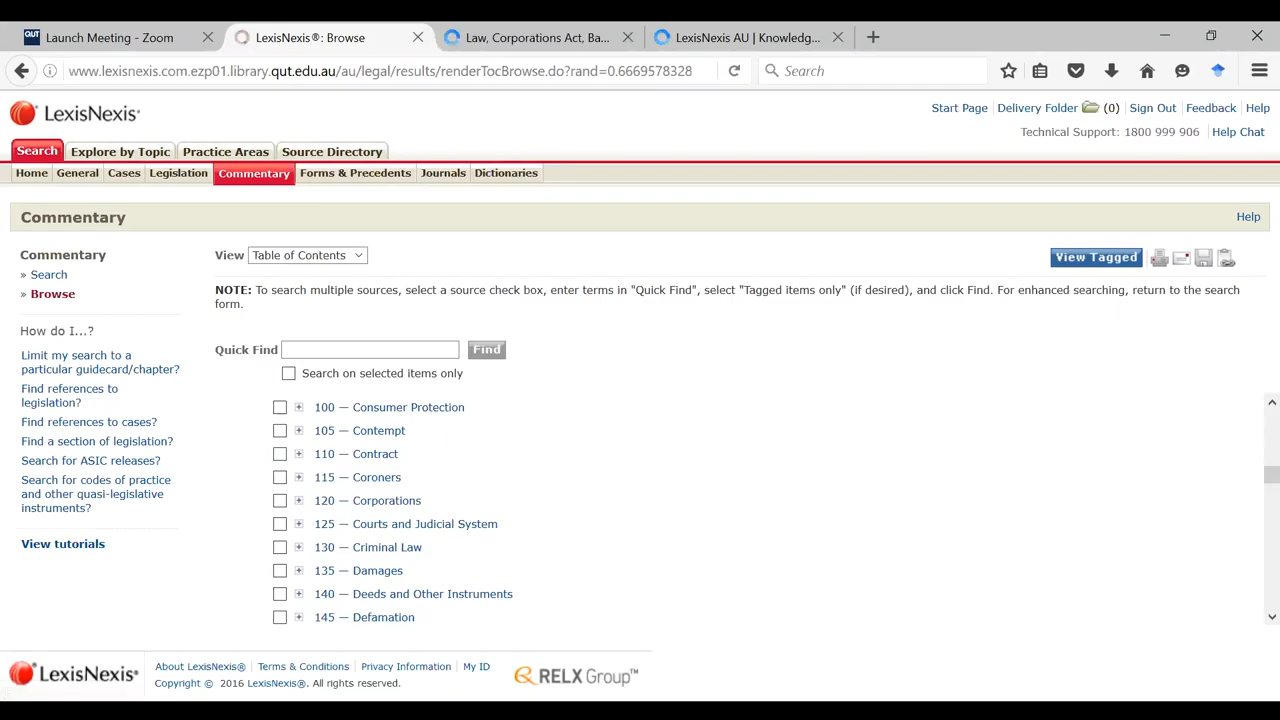 QUT Launch Meeting - Zoom
LexisNexis®: Browse
Law, Corporations Act, Ba...
LexisNexis AU | Knowledg...
www.lexisnexis.com.ezp01.library.qut.edu.au/au/legal/results/renderTocBrowse.do?rand=0.6669578328
Search
LexisNexis®
Start Page | Delivery Folder (0) | Sign Out | Feedback | Help
Technical Support: 1800 999 906 | Help Chat
Search Explore by Topic Practice Areas Source Directory
Home General Cases Legislation Commentary Forms & Precedents Journals Dictionaries
Commentary
Help
Commentary
» Search
» Browse
How do I...?
Limit my search to a
particular guidecard/chapter?
Find references to
legislation?
Find references to cases?
Find a section of legislation?
Search for ASIC releases?
Search for codes of practice
and other quasi-legislative
instruments?
View tutorials
View Table of Contents
View Tagged
NOTE: To search multiple sources, select a source check box, enter terms in "Quick Find", select "Tagged items only" (if desired), and click Find. For enhanced searching, return to the search
form.
Quick Find
Find
Search on selected items only
100 — Consumer Protection
105 — Contempt
110 — Contract
115 — Coroners
120 — Corporations
125 — Courts and Judicial System
130 — Criminal Law
135 — Damages
140 — Deeds and Other Instruments
145 — Defamation
LexisNexis®
About LexisNexis® | Terms & Conditions | Privacy Information | My ID
Copyright © 2016 LexisNexis®. All rights reserved.
RELX Group™